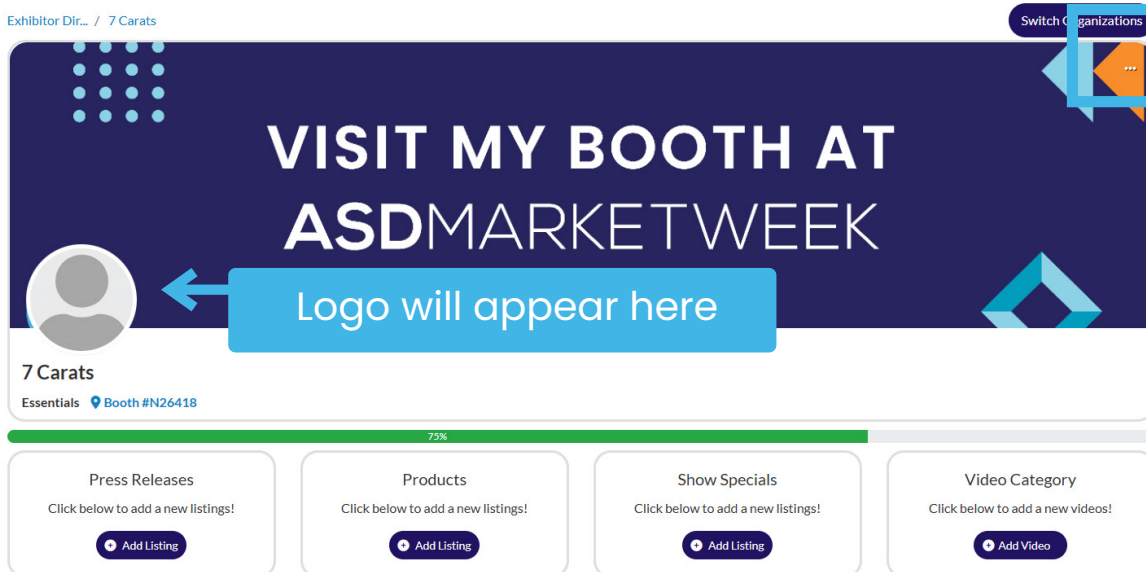 Exhibitor Dir... / 7 Carats
Switch Organizations
...
VISIT MY BOOTH AT
ASDMARKETWEEK
Logo will appear here
7 Carats
Essentials Booth #N26418
75%
Press Releases
Click below to add a new listings!
Add Listing
Products
Click below to add a new listings!
Add Listing
Show Specials
Click below to add a new listings!
Add Listing
Video Category
Click below to add a new videos!
Add Video